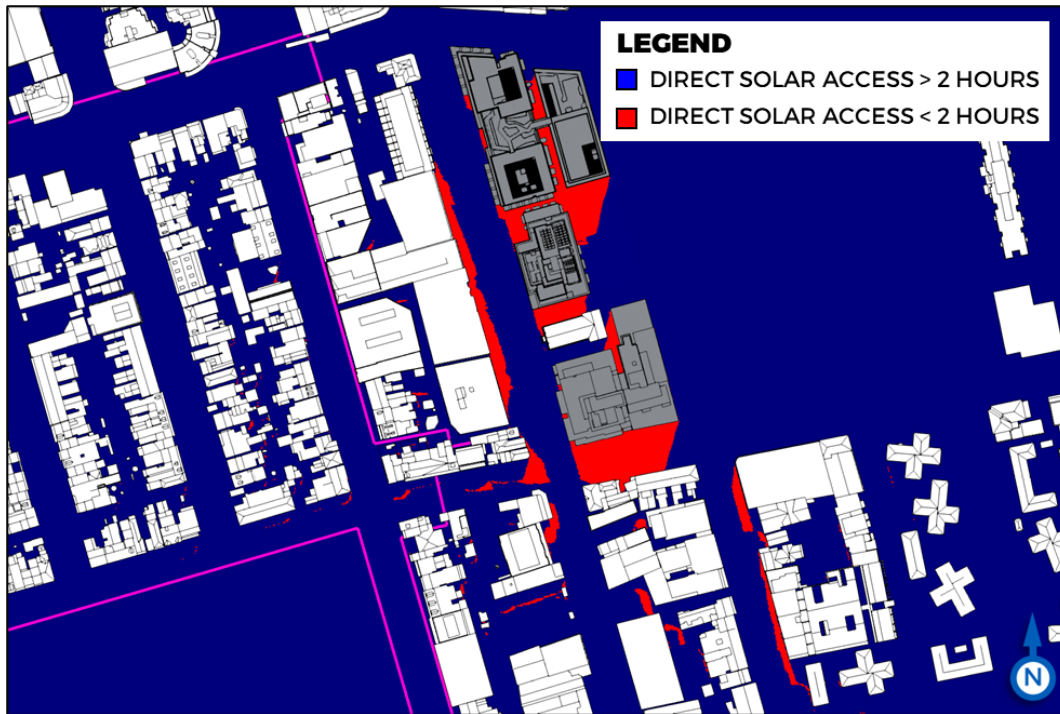 LEGEND
DIRECT SOLAR ACCESS > 2 HOURS
DIRECT SOLAR ACCESS < 2 HOURS
N